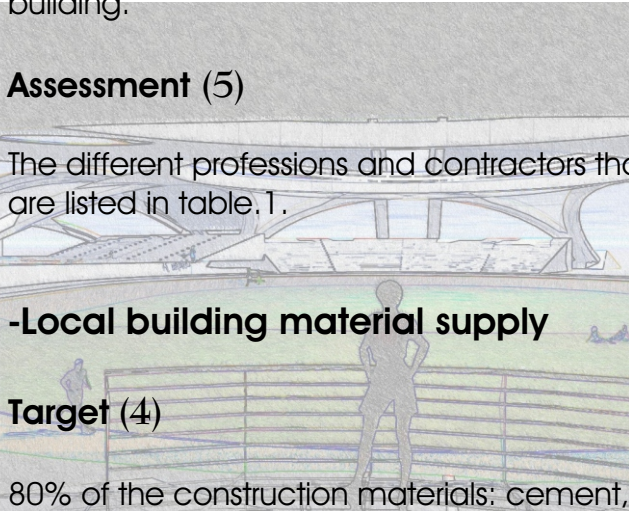 building.
Assessment (5)
The different professions and contractors tha
are listed in table.1.
-Local building material supply
Target (4)
80% of the construction materials: cement,